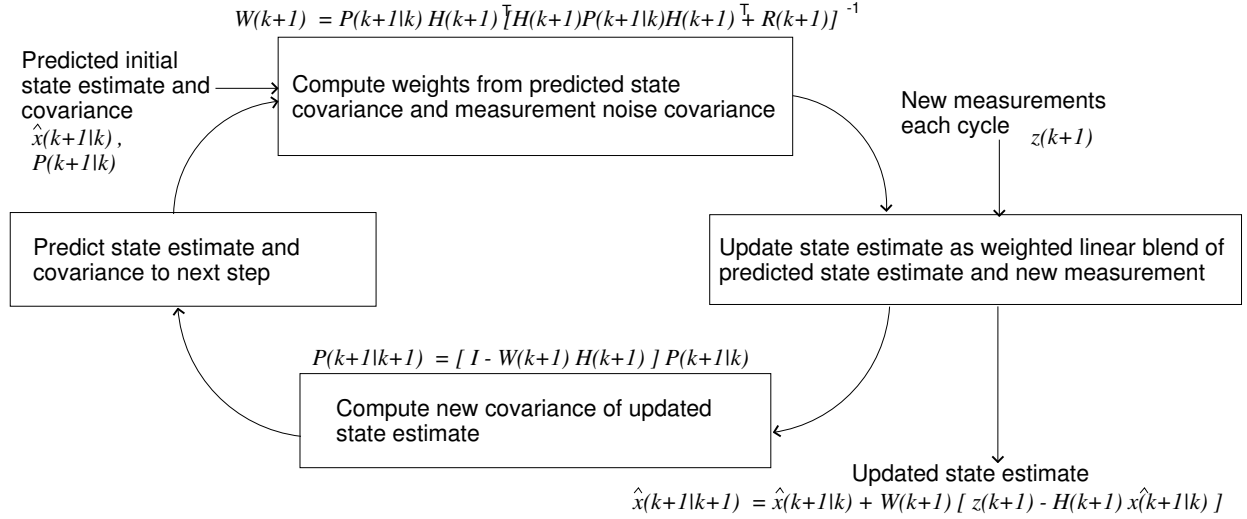 W(k+1) = P(k+1|k) H(k+1)ᵀ[H(k+1)P(k+1|k)H(k+1)ᵀ+ R(k+1)]⁻¹
Predicted initial
state estimate and
covariance
x̂(k+1|k) ,
P(k+1|k)
Compute weights from predicted state
covariance and measurement noise covariance
New measurements
each cycle
z(k+1)
Predict state estimate and
covariance to next step
Update state estimate as weighted linear blend of
predicted state estimate and new measurement
P(k+1|k+1) = [ I - W(k+1) H(k+1) ] P(k+1|k)
Compute new covariance of updated
state estimate
Updated state estimate
x̂(k+1|k+1) = x̂(k+1|k) + W(k+1) [ z(k+1) - H(k+1) x̂(k+1|k) ]